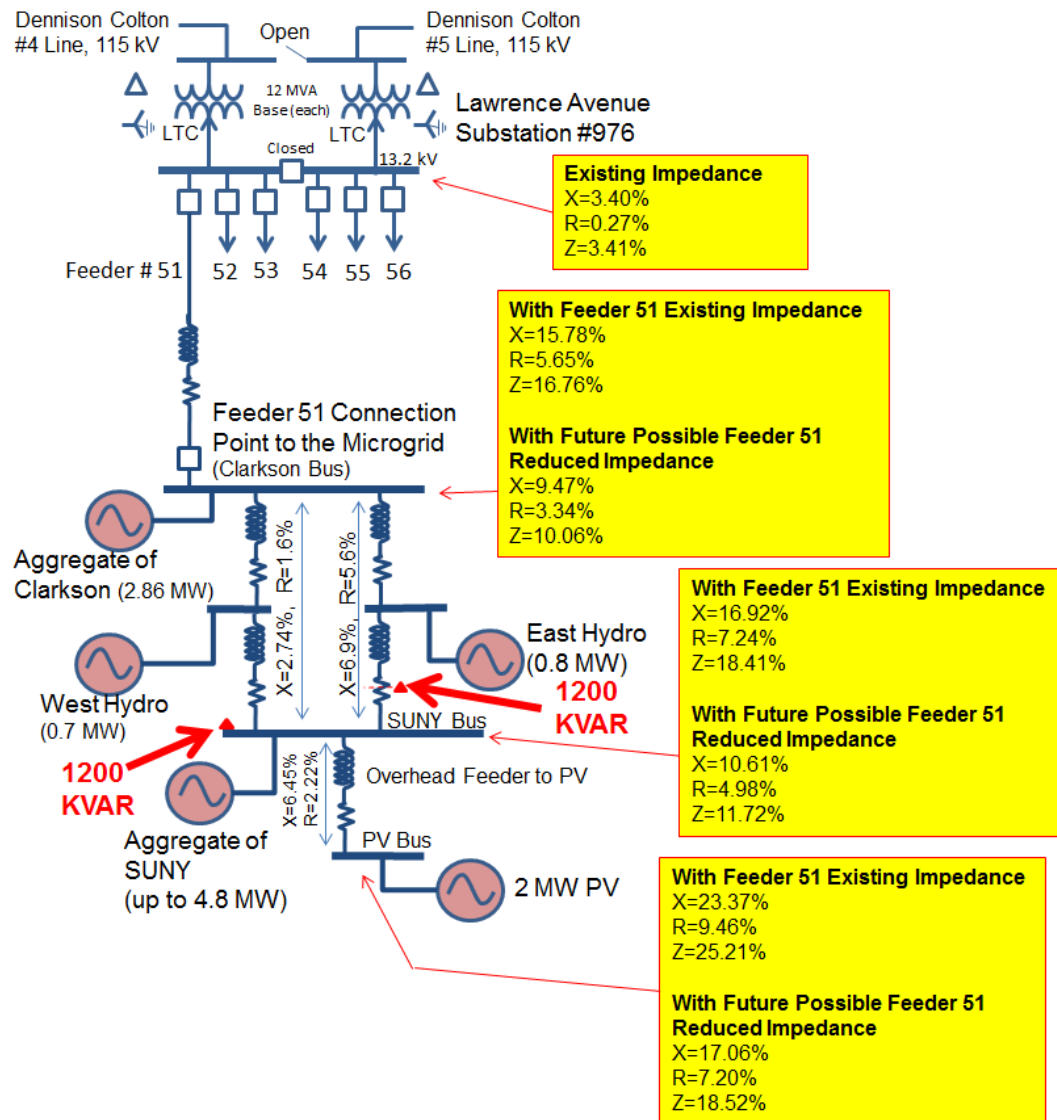 Dennison Colton
#4 Line, 115 kV
Open
Dennison Colton
#5 Line, 115 kV
12 MVA
Base (each)
LTC
LTC
Lawrence Avenue
Substation #976
Closed
13.2 kV
Existing Impedance
X=3.40%
R=0.27%
Z=3.41%
Feeder # 51
52
53
54
55
56
With Feeder 51 Existing Impedance
X=15.78%
R=5.65%
Z=16.76%
With Future Possible Feeder 51
Reduced Impedance
X=9.47%
R=3.34%
Z=10.06%
Feeder 51 Connection
Point to the Microgrid
(Clarkson Bus)
Aggregate of
Clarkson (2.86 MW)
X=2.74%, R=1.6%
X=6.9%, R=5.6%
West Hydro
(0.7 MW)
East Hydro
(0.8 MW)
1200
KVAR
1200
KVAR
SUNY Bus
With Feeder 51 Existing Impedance
X=16.92%
R=7.24%
Z=18.41%
With Future Possible Feeder 51
Reduced Impedance
X=10.61%
R=4.98%
Z=11.72%
Aggregate of
SUNY
(up to 4.8 MW)
X=6.45%
R=2.22%
Overhead Feeder to PV
PV Bus
2 MW PV
With Feeder 51 Existing Impedance
X=23.37%
R=9.46%
Z=25.21%
With Future Possible Feeder 51
Reduced Impedance
X=17.06%
R=7.20%
Z=18.52%